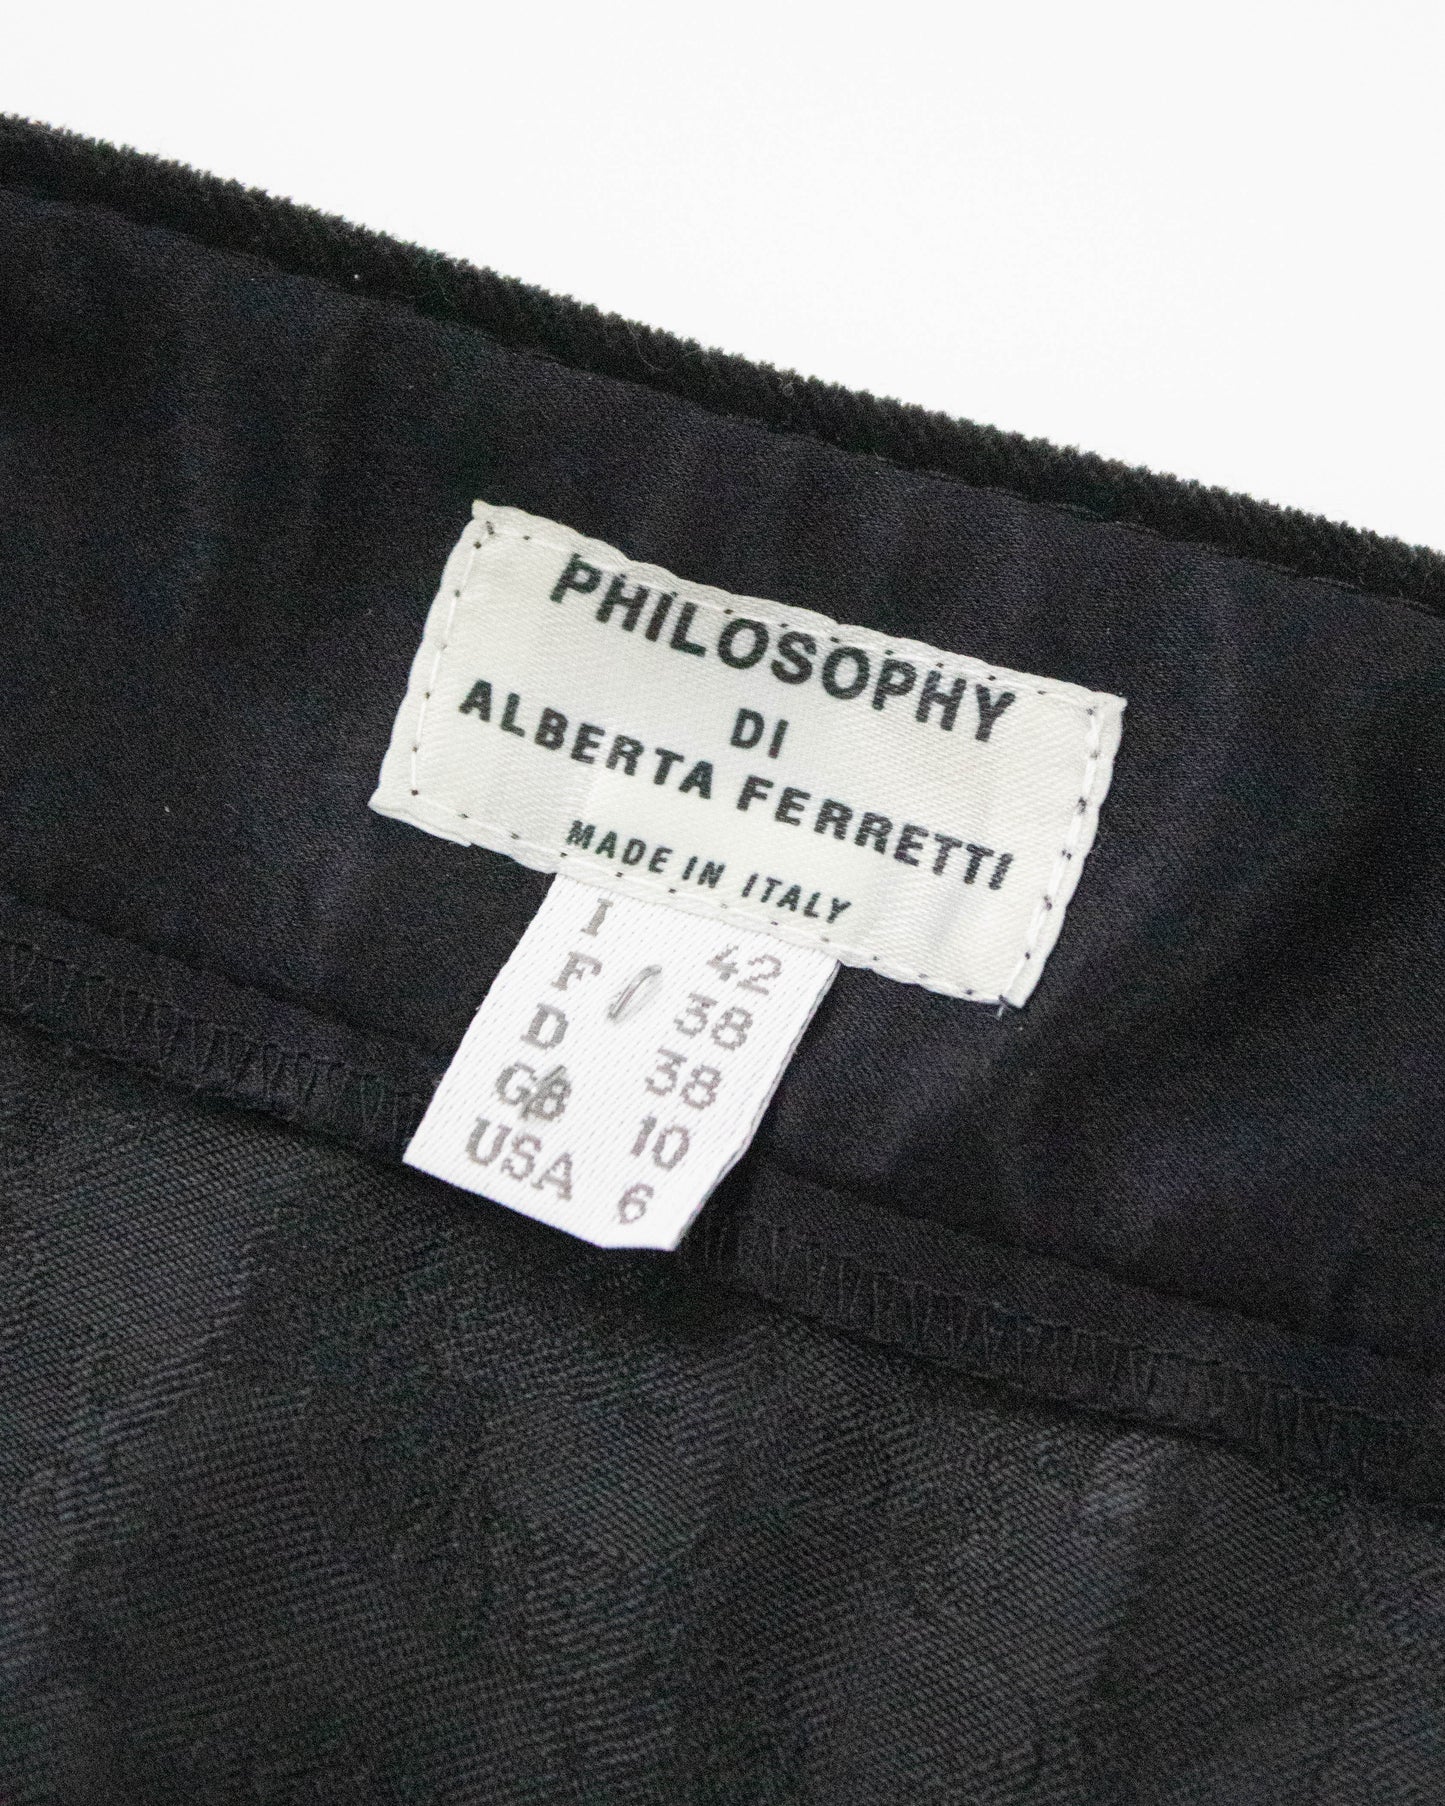 PHILOSOPHY
DI
ALBERTA FERRETTI
MADE IN ITALY
I 42
F 38
D 38
GB 10
USA 6